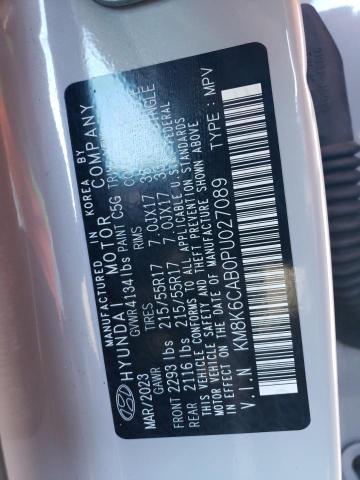 MANUFACTURED IN KOREA BY
HYUNDAI MOTOR COMPANY
MAR/2023 GVWR 4134 lbs PAINT C5G
GAWR TIRES RIMS
FRONT 2293 lbs 215/55R17 7.0JX17
REAR 2116 lbs 215/55R17 7.0JX17
THIS VEHICLE CONFORMS TO ALL APPLICABLE U.S. FEDERAL
MOTOR VEHICLE SAFETY, BUMPER, AND THEFT PREVENTION STANDARDS
IN EFFECT ON THE DATE OF MANUFACTURE SHOWN ABOVE
V.I.N KM8K6CAB0PU027089 TYPE : MPV